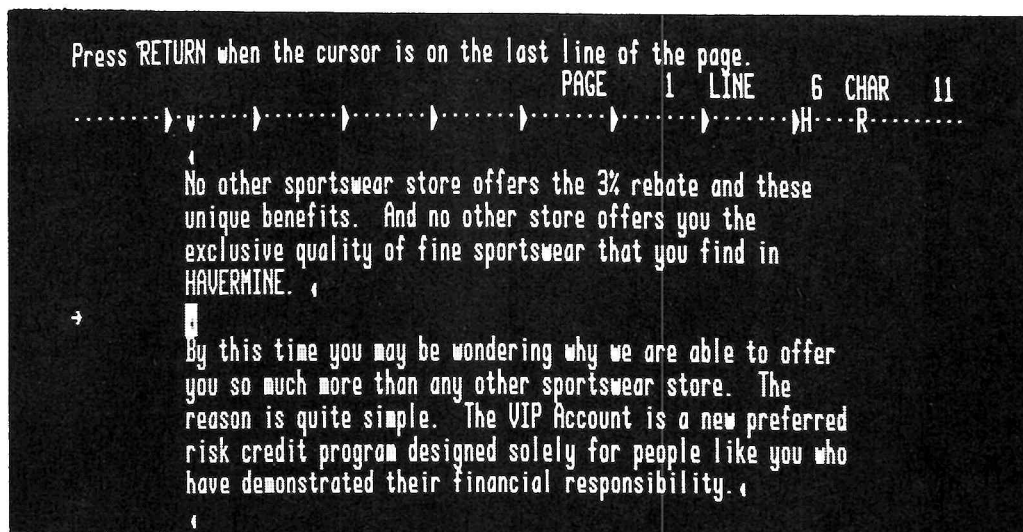 Press RETURN when the cursor is on the last line of the page.
PAGE 1 LINE 6 CHAR 11
H····R
No other sportswear store offers the 3% rebate and these
unique benefits. And no other store offers you the
exclusive quality of fine sportswear that you find in
HAVERMINE.
By this time you may be wondering why we are able to offer
you so much more than any other sportswear store. The
reason is quite simple. The VIP Account is a new preferred
risk credit program designed solely for people like you who
have demonstrated their financial responsibility.